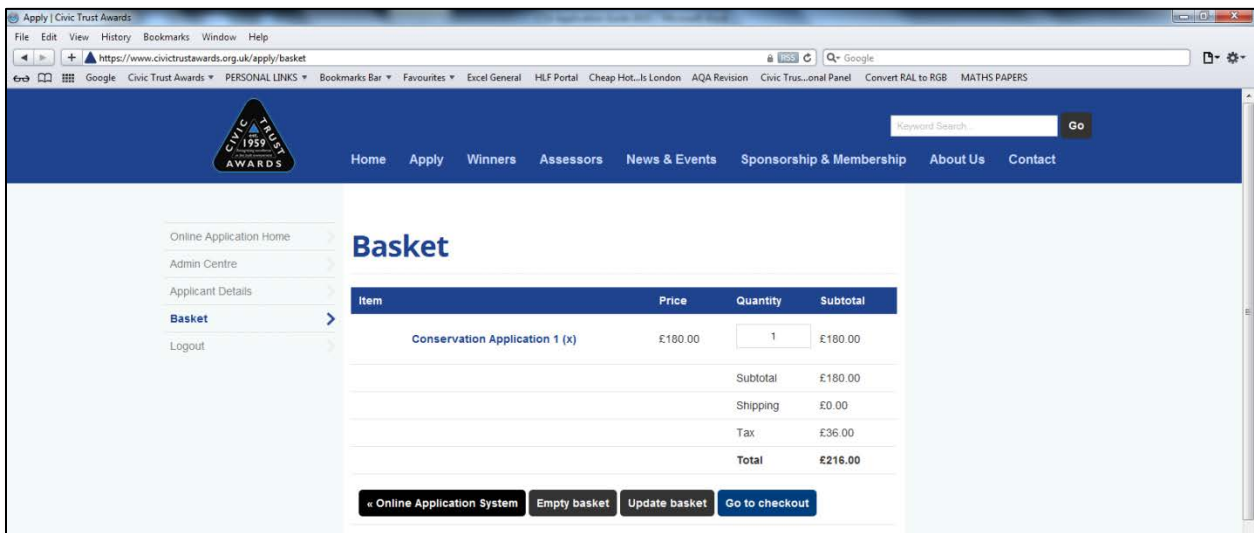 Apply | Civic Trust Awards
File Edit View History Bookmarks Window Help
https://www.civictrustawards.org.uk/apply/basket RSS Google
Google Civic Trust Awards PERSONAL LINKS Bookmarks Bar Favourites Excel General HLF Portal Cheap Hot...ls London AQA Revision Civic Trus...onal Panel Convert RAL to RGB MATHS PAPERS
CIVIC TRUST
est.
1959
AWARDS
Keyword Search... Go
Home Apply Winners Assessors News & Events Sponsorship & Membership About Us Contact
Online Application Home
Admin Centre
Applicant Details
Basket
Logout
Basket
Item Price Quantity Subtotal
Conservation Application 1 (x) £180.00 1 £180.00
Subtotal £180.00
Shipping £0.00
Tax £36.00
Total £216.00
« Online Application System Empty basket Update basket Go to checkout